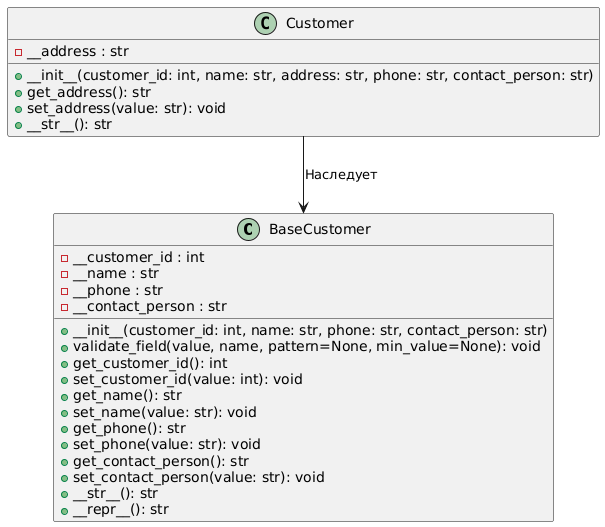 C Customer
__address : str
__init__(customer_id: int, name: str, address: str, phone: str, contact_person: str)
get_address(): str
set_address(value: str): void
__str__(): str
Наследует
C BaseCustomer
__customer_id : int
__name : str
__phone : str
__contact_person : str
__init__(customer_id: int, name: str, phone: str, contact_person: str)
validate_field(value, name, pattern=None, min_value=None): void
get_customer_id(): int
set_customer_id(value: int): void
get_name(): str
set_name(value: str): void
get_phone(): str
set_phone(value: str): void
get_contact_person(): str
set_contact_person(value: str): void
__str__(): str
__repr__(): str